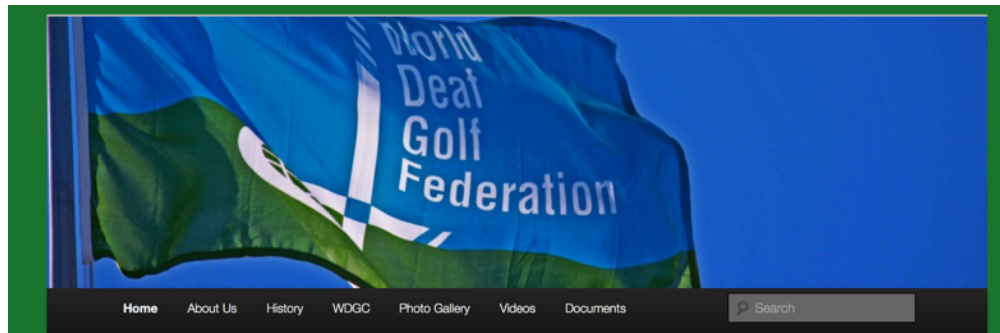 World
Deaf
Golf
Federation
Home About Us History WDGC Photo Gallery Videos Documents Search